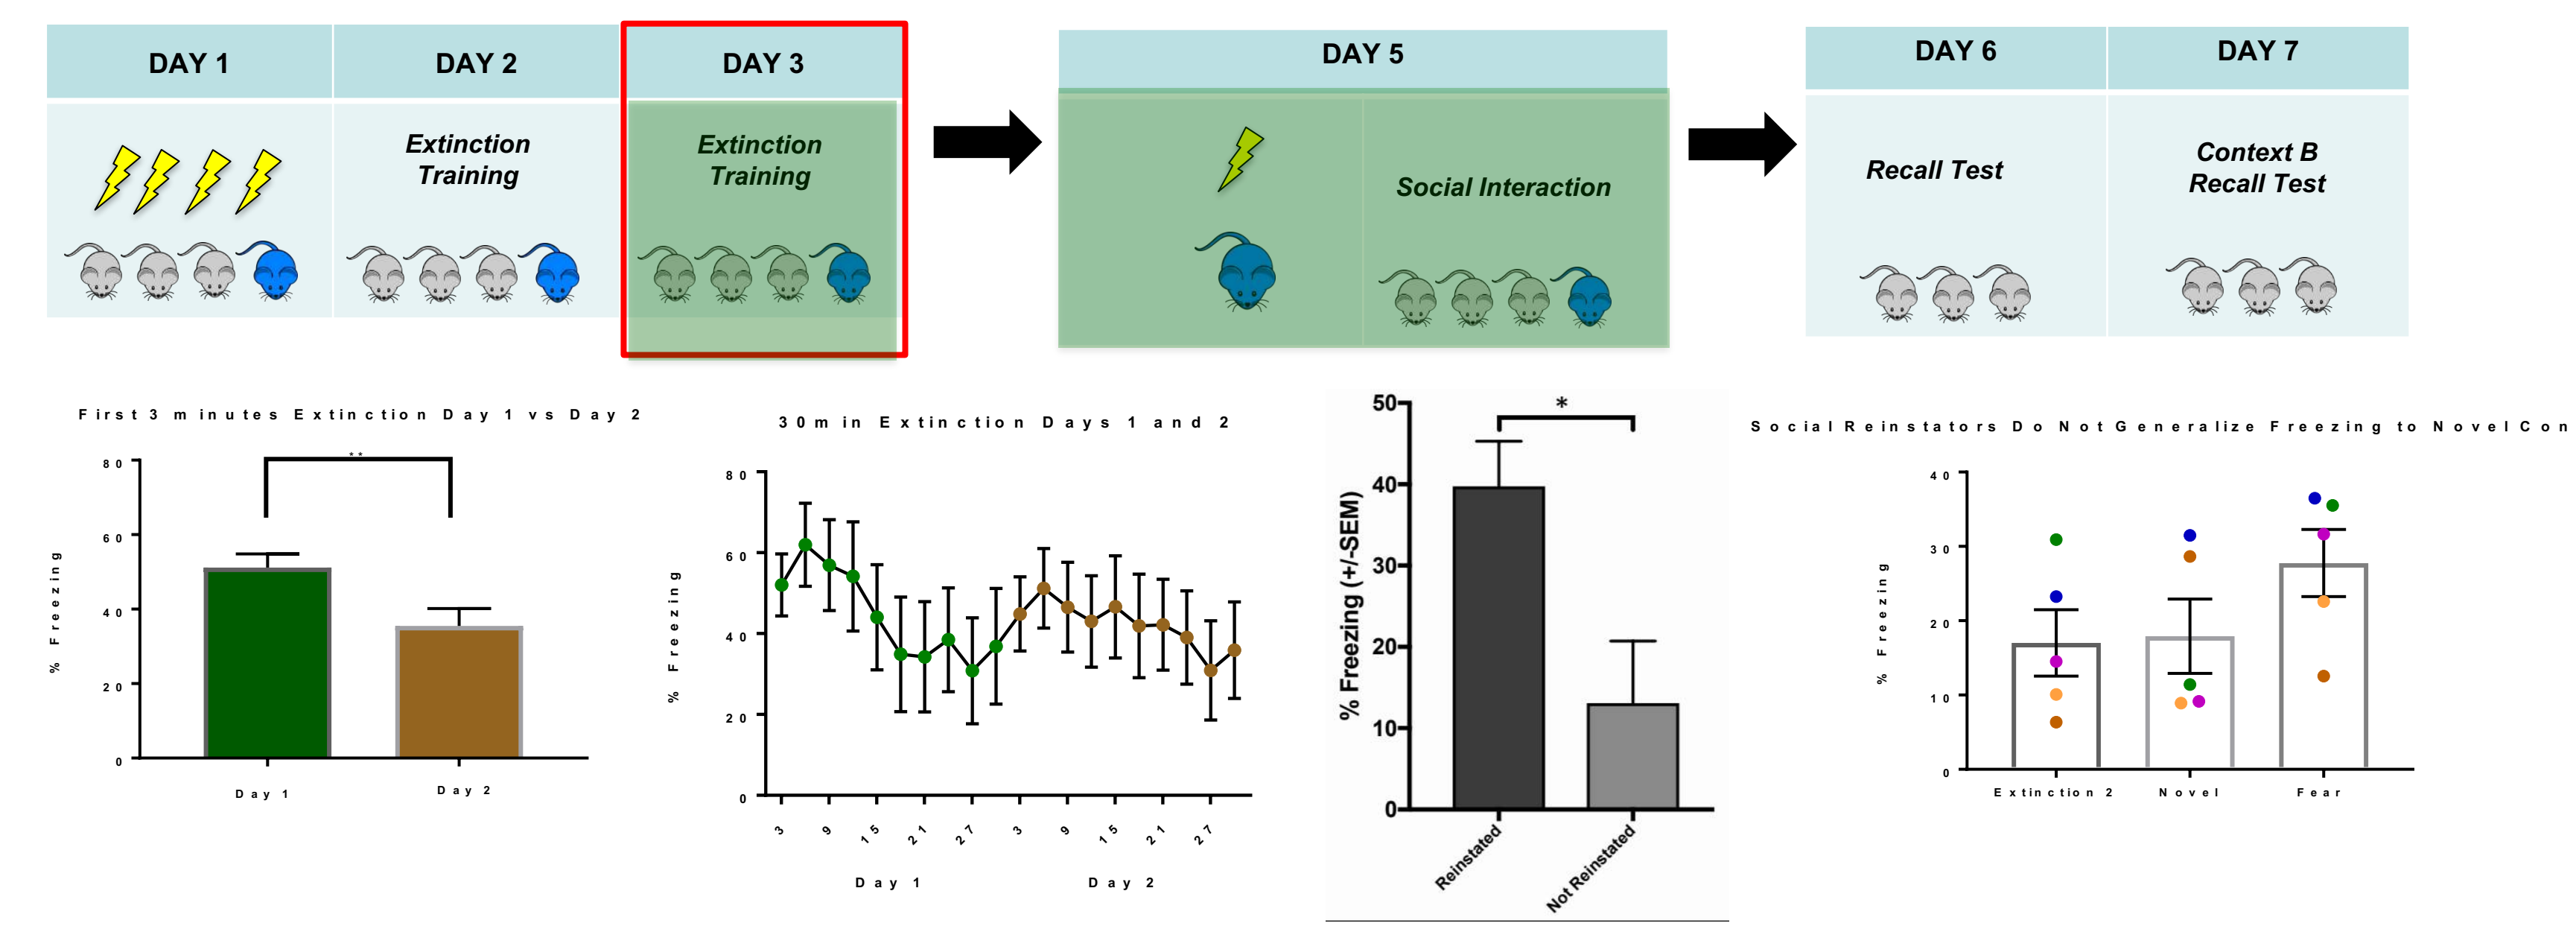 DAY 1
DAY 2
DAY 3
DAY 5
DAY 6
DAY 7
Extinction
Training
Extinction
Training
Social Interaction
Recall Test
Context B
Recall Test
First 3 minutes Extinction Day 1 vs Day 2
80
60
40
20
0
% Freezing
**
Day 1
Day 2
30min Extinction Days 1 and 2
80
60
40
20
0
% Freezing
3
9
15
21
27
3
9
15
21
27
Day 1
Day 2
50
40
30
20
10
0
% Freezing (+/-SEM)
*
Reinstated
Not Reinstated
Social Reinstators Do Not Generalize Freezing to Novel Con
40
30
20
10
0
% Freezing
Extinction 2
Novel
Fear